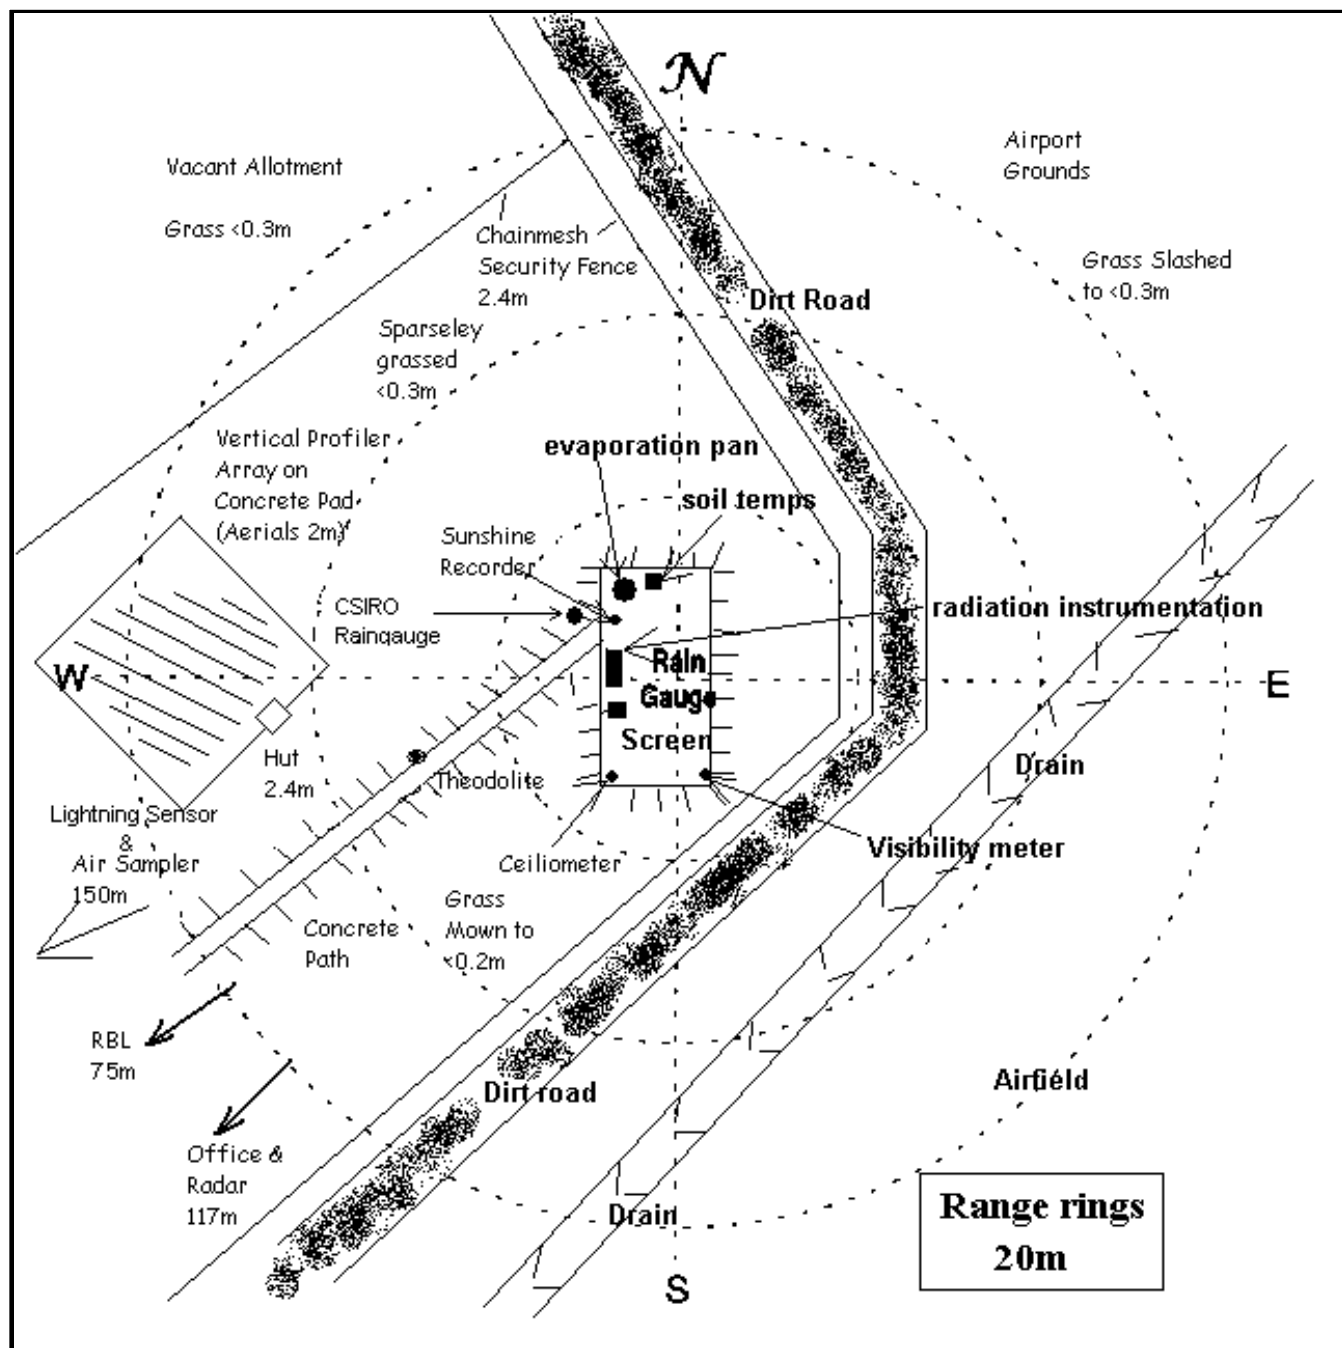 N
Vacant Allotment
Grass <0.3m
Airport
Grounds
Chainmesh
Security Fence
2.4m
Grass Slashed
to <0.3m
Dirt Road
Sparseley
grassed
<0.3m
Vertical Profiler
Array on
Concrete Pad
(Aerials 2m)
evaporation pan
soil temps
Sunshine
Recorder
CSIRO
Raingauge
radiation instrumentation
Rain
Gauge
Screen
W
E
Hut
2.4m
Theodolite
Drain
Lightning Sensor
&
Air Sampler
150m
Ceiliometer
Visibility meter
Grass
Mown to
<0.2m
Concrete
Path
RBL
75m
Dirt road
Airfield
Office &
Radar
117m
Drain
S
Range rings
20m